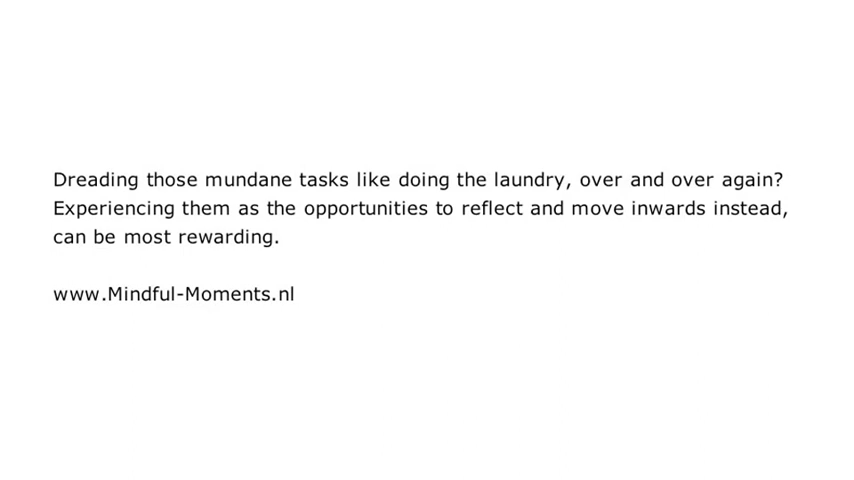 Dreading those mundane tasks like doing the laundry, over and over again?
Experiencing them as the opportunities to reflect and move inwards instead,
can be most rewarding.
www.Mindful-Moments.nl